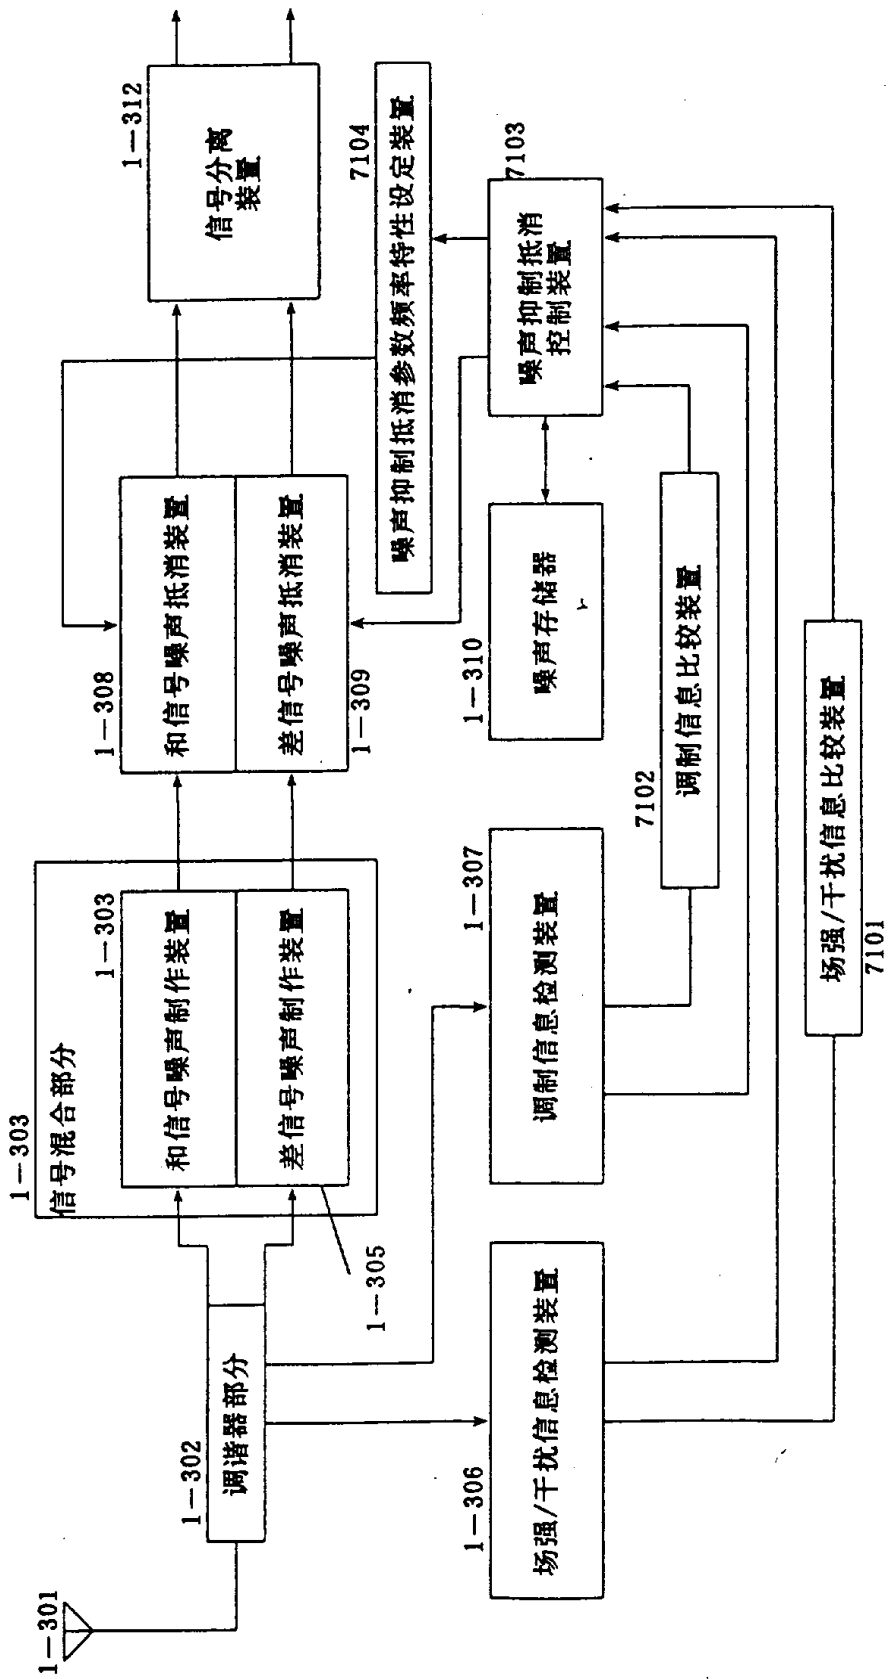 1—301
1—302
调谐器部分
1—303
信号混合部分
1—303
和信号噪声制作装置
差信号噪声制作装置
1—305
1—308
和信号噪声抵消装置
差信号噪声抵消装置
1—309
1—312
信号分离
装置
7104
噪声抑制抵消参数频率特性设定装置
1—306
场强/干扰信息检测装置
1—307
调制信息检测装置
1—310
噪声存储器
7103
噪声抑制抵消
控制装置
7102
调制信息比较装置
场强/干扰信息比较装置
7101